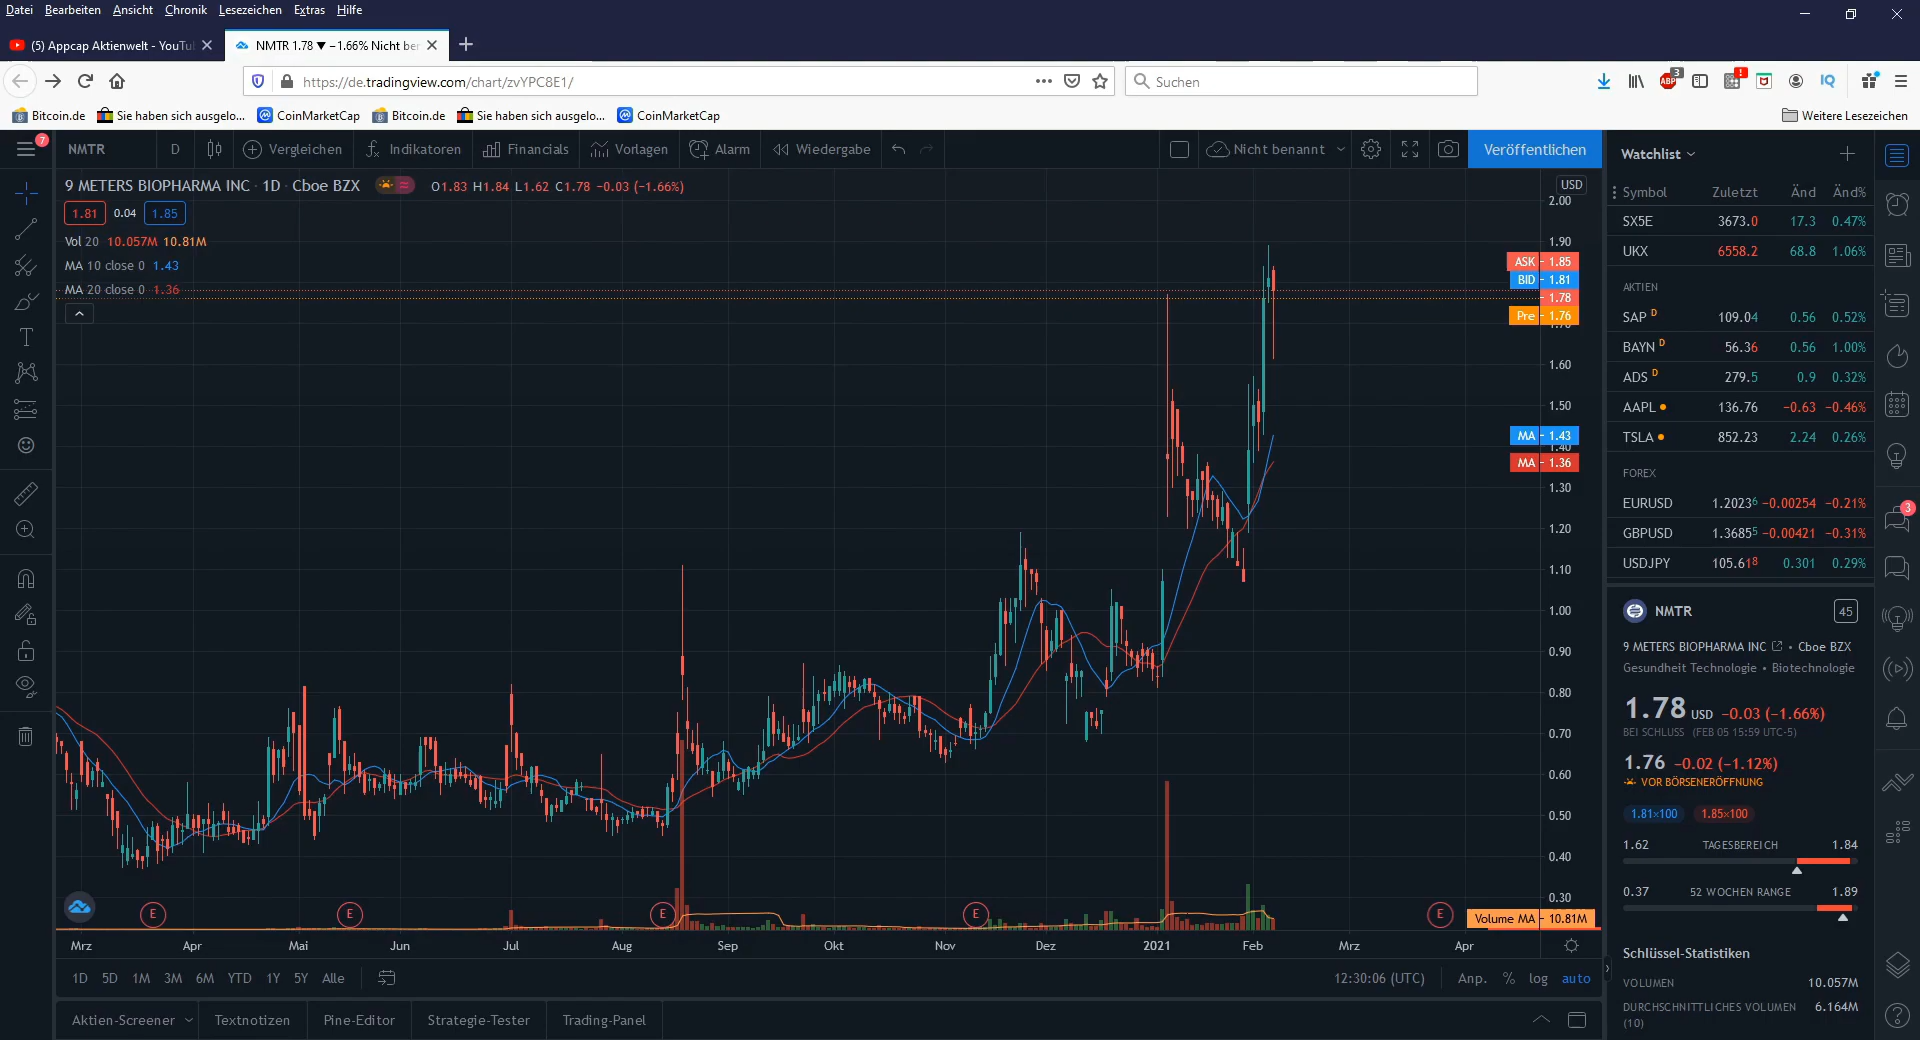 Datei Bearbeiten Ansicht Chronik Lesezeichen Extras Hilfe
(5) Appcap Aktienwelt - YouTu
NMTR 1.78 ▼ −1.66% Nicht be
https://de.tradingview.com/chart/zvYPC8E1/
Suchen
ABP 3 ! IQ
Bitcoin.de Sie haben sich ausgelo... CoinMarketCap Bitcoin.de Sie haben sich ausgelo... CoinMarketCap Weitere Lesezeichen
7 NMTR D Vergleichen Indikatoren Financials Vorlagen Alarm Wiedergabe Nicht benannt Veröffentlichen
9 METERS BIOPHARMA INC · 1D · Cboe BZX O1.83 H1.84 L1.62 C1.78 −0.03 (−1.66%)
1.81 0.04 1.85
Vol 20 10.057M 10.81M
MA 10 close 0 1.43
MA 20 close 0 1.36
USD
2.00
1.90
ASK 1.85
BID 1.81
1.78
Pre 1.76
1.70
1.60
1.50
MA 1.43
1.40
MA 1.36
1.30
1.20
1.10
1.00
0.90
0.80
0.70
0.60
0.50
0.40
0.30
E E E E E
Volume MA 10.81M
Mrz Apr Mai Jun Jul Aug Sep Okt Nov Dez 2021 Feb Mrz Apr
1D 5D 1M 3M 6M YTD 1Y 5Y Alle
12:30:06 (UTC) Anp. % log auto
Aktien-Screener Textnotizen Pine-Editor Strategie-Tester Trading-Panel
Watchlist
Symbol Zuletzt Änd Änd%
SX5E 3673.0 17.3 0.47%
UKX 6558.2 68.8 1.06%
AKTIEN
SAP D 109.04 0.56 0.52%
BAYN D 56.36 0.56 1.00%
ADS D 279.5 0.9 0.32%
AAPL 136.76 −0.63 −0.46%
TSLA 852.23 2.24 0.26%
FOREX
EURUSD 1.20236 −0.00254 −0.21%
GBPUSD 1.36855 −0.00421 −0.31%
USDJPY 105.618 0.301 0.29%
3
NMTR 45
9 METERS BIOPHARMA INC • Cboe BZX
Gesundheit Technologie • Biotechnologie
1.78 USD −0.03 (−1.66%)
BEI SCHLUSS (FEB 05 15:59 UTC-5)
1.76 −0.02 (−1.12%)
VOR BÖRSENERÖFFNUNG
1.81×100 1.85×100
1.62 TAGESBEREICH 1.84
0.37 52 WOCHEN RANGE 1.89
Schlüssel-Statistiken
VOLUMEN 10.057M
DURCHSCHNITTLICHES VOLUMEN 6.164M
(10)